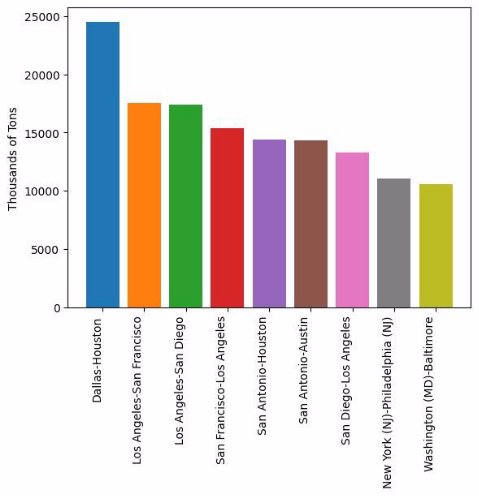 25000
20000
15000
10000
5000
0
Thousands of Tons
Dallas-Houston
Los Angeles-San Francisco
Los Angeles-San Diego
San Francisco-Los Angeles
San Antonio-Houston
San Antonio-Austin
San Diego-Los Angeles
New York (NJ)-Philadelphia (NJ)
Washington (MD)-Baltimore